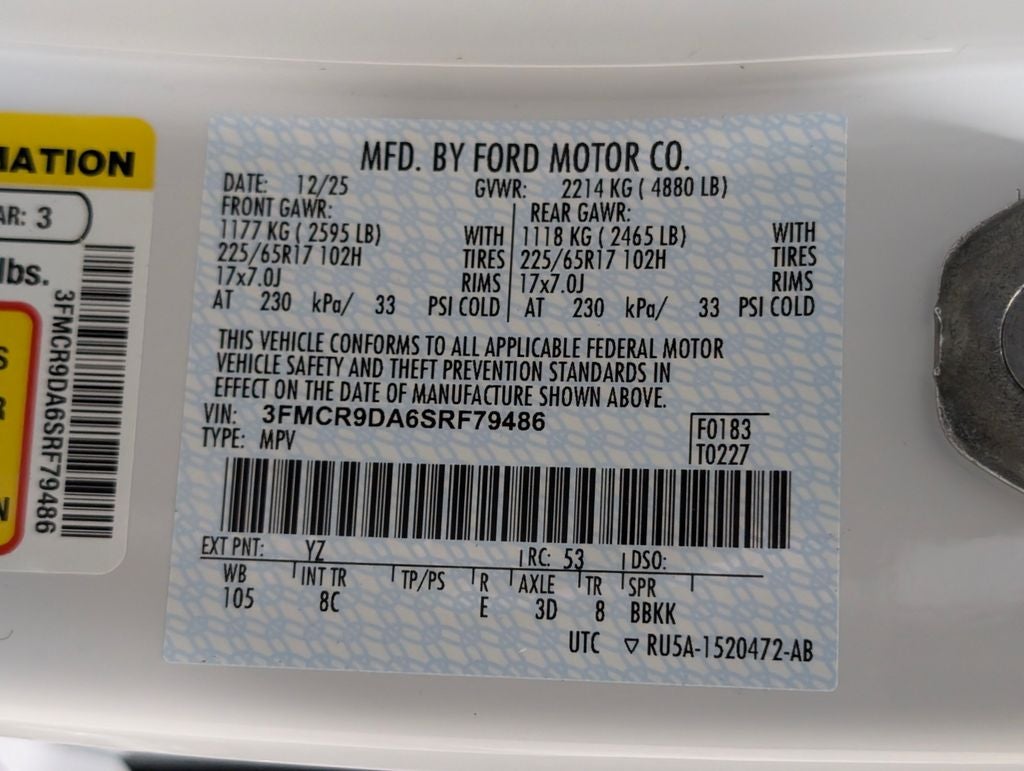 MATION
AR: 3
lbs.
S
R
N
3FMCR9DA6SRF79486
MFD. BY FORD MOTOR CO.
DATE: 12/25 GVWR: 2214 KG ( 4880 LB)
FRONT GAWR: REAR GAWR:
1177 KG ( 2595 LB) WITH 1118 KG ( 2465 LB) WITH
225/65R17 102H TIRES 225/65R17 102H TIRES
17x7.0J RIMS 17x7.0J RIMS
AT 230 kPa/ 33 PSI COLD AT 230 kPa/ 33 PSI COLD
THIS VEHICLE CONFORMS TO ALL APPLICABLE FEDERAL MOTOR
VEHICLE SAFETY AND THEFT PREVENTION STANDARDS IN
EFFECT ON THE DATE OF MANUFACTURE SHOWN ABOVE.
VIN: 3FMCR9DA6SRF79486
TYPE: MPV
F0183
T0227
EXT PNT: YZ RC: 53 DSO:
WB INT TR TP/PS R AXLE TR SPR
105 8C E 3D 8 BBKK
UTC ▽ RU5A-1520472-AB